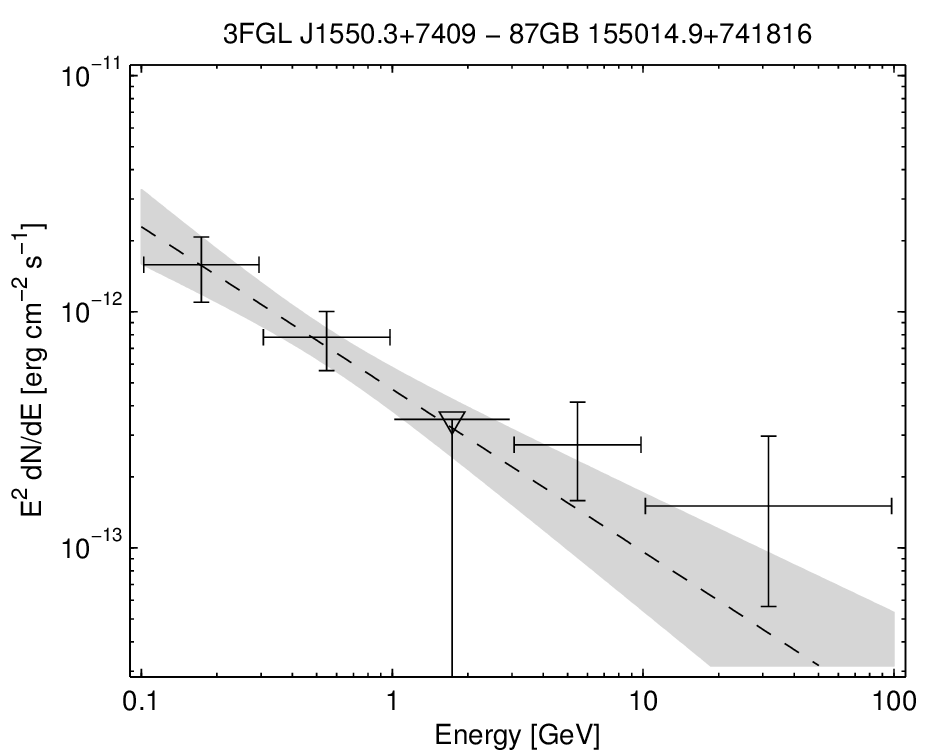 3FGL J1550.3+7409 − 87GB 155014.9+741816
10⁻¹¹
10⁻¹²
10⁻¹³
E² dN/dE [erg cm⁻² s⁻¹]
0.1 1 10 100
Energy [GeV]